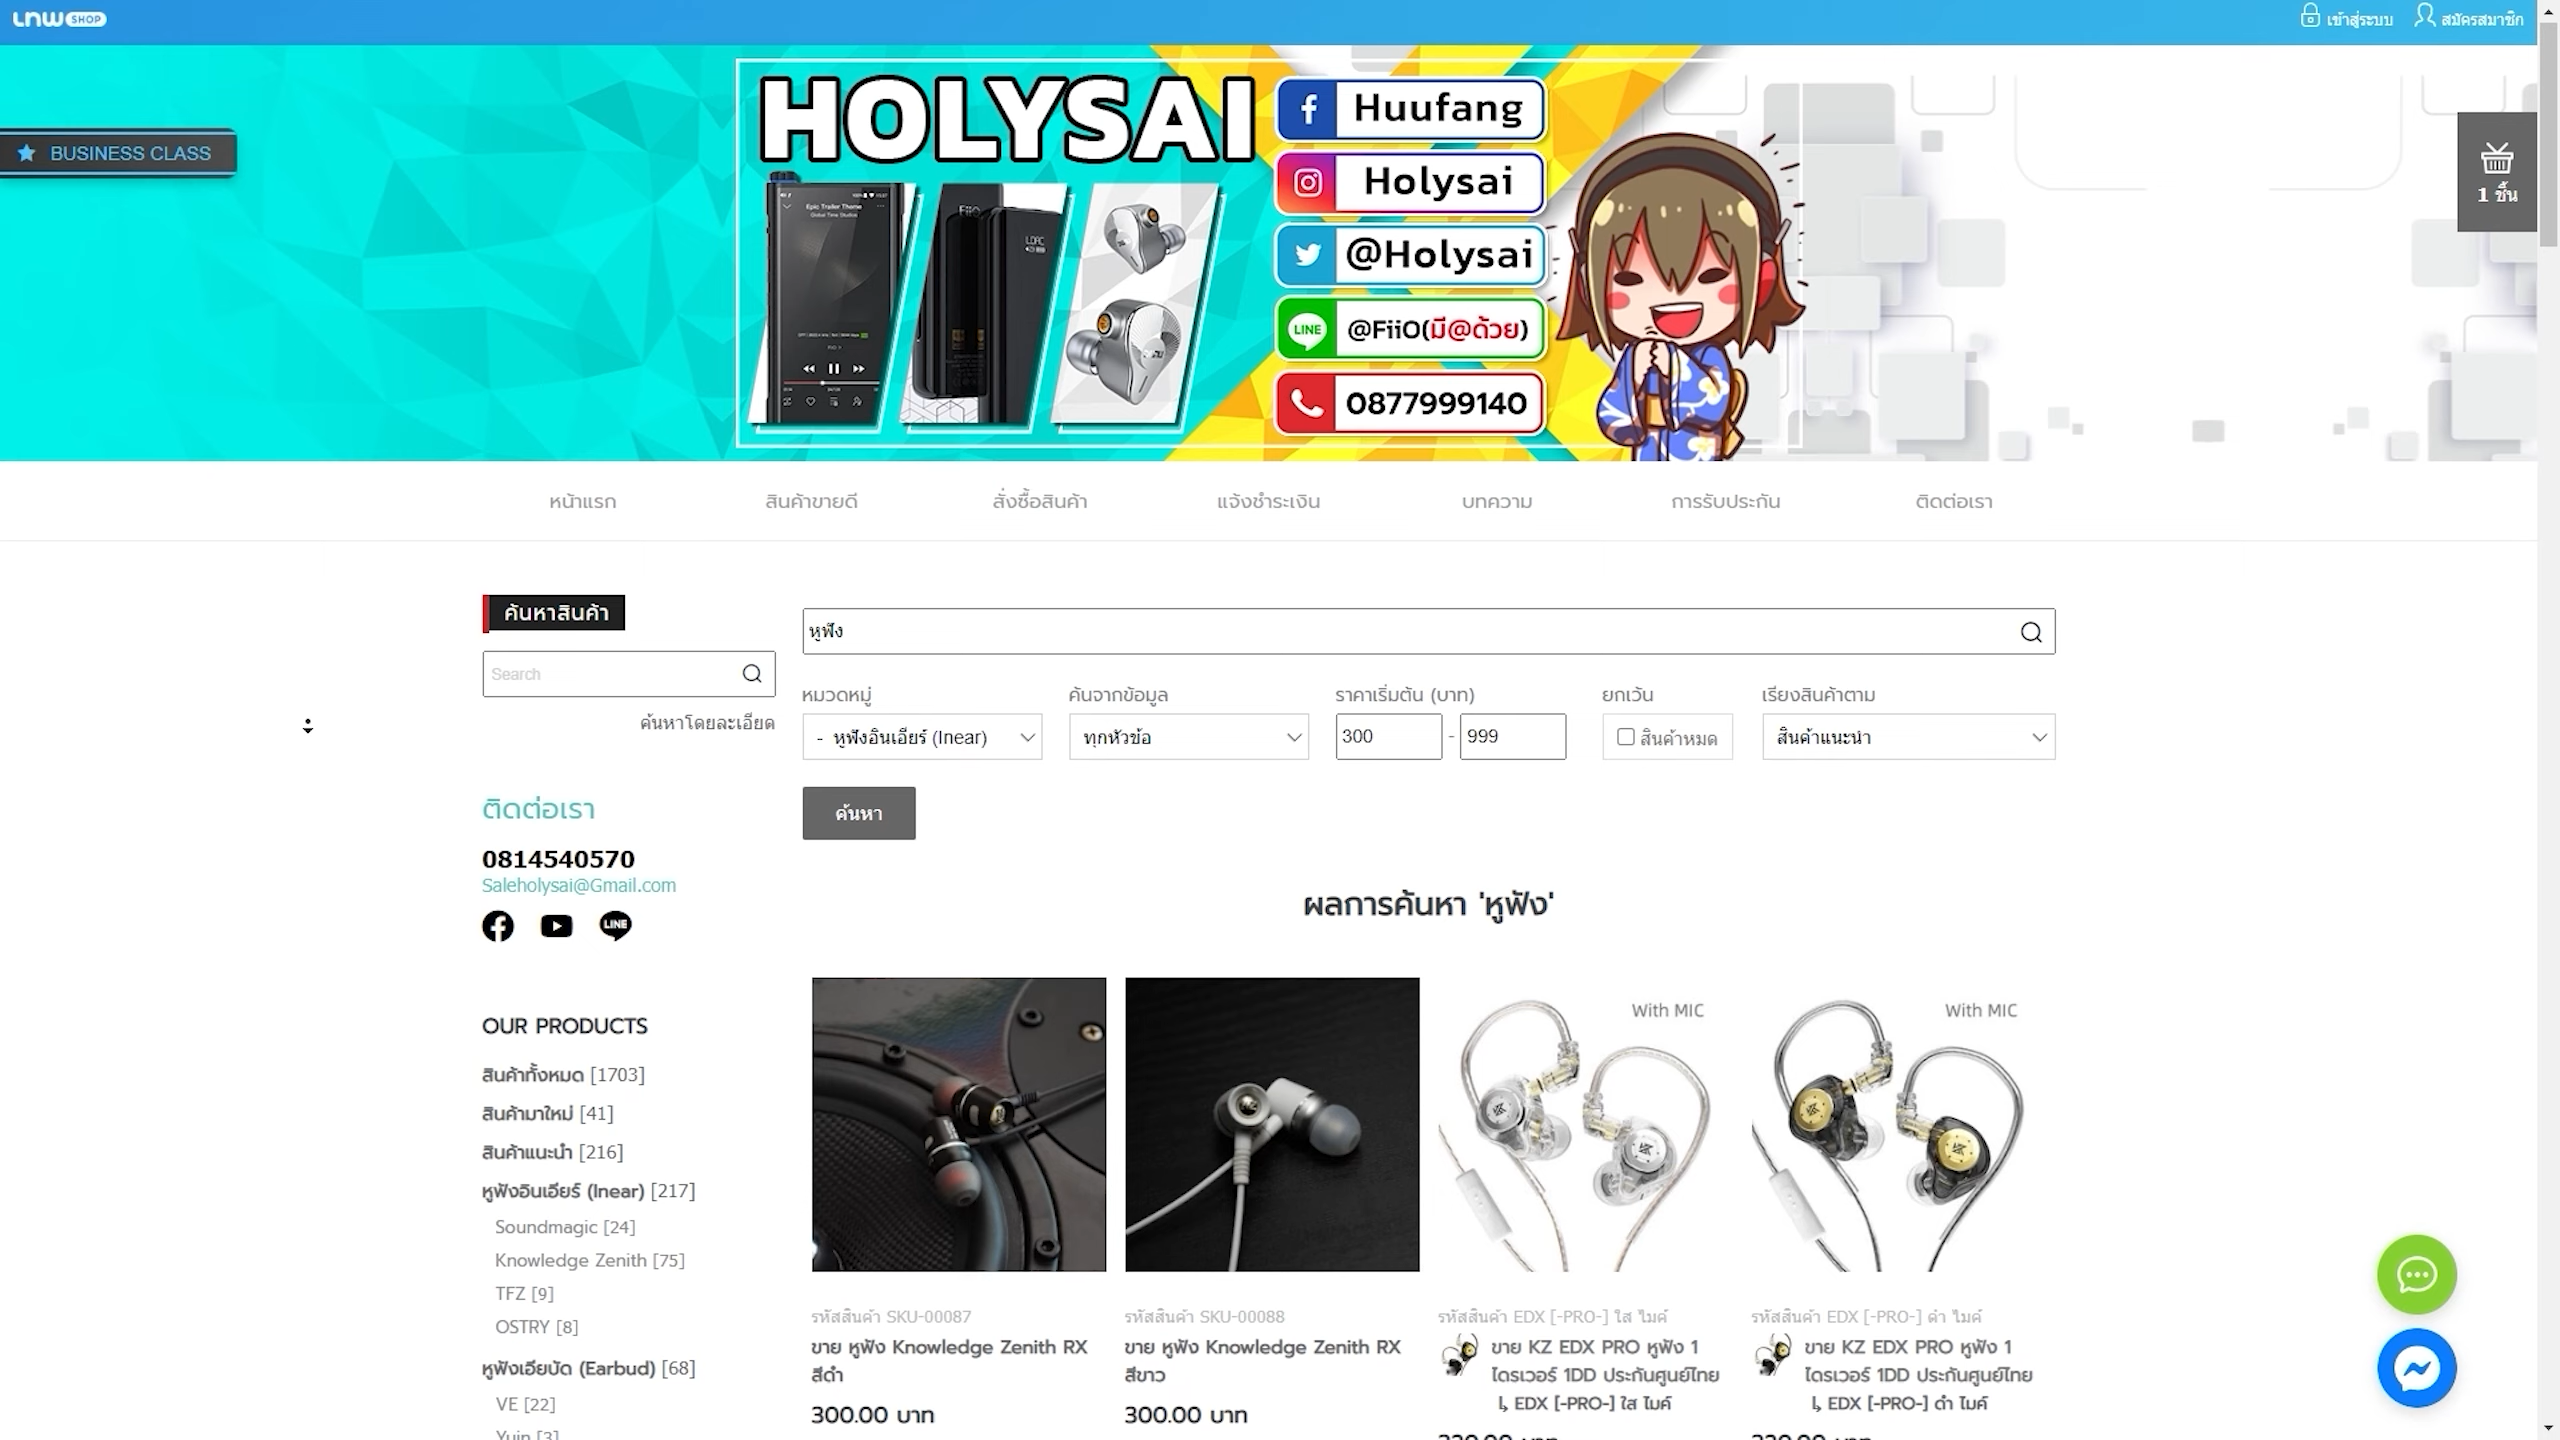 LnwSHOP
เข้าสู่ระบบ
สมัครสมาชิก
BUSINESS CLASS
HOLYSAI
Huufang
Holysai
@Holysai
LINE @FiiO(มี@ด้วย)
0877999140
Epic Trailer Theme
FiiO
LDAC
1 ชิ้น
หน้าแรก
สินค้าขายดี
สั่งซื้อสินค้า
แจ้งชำระเงิน
บทความ
การรับประกัน
ติดต่อเรา
ค้นหาสินค้า
Search
ค้นหาโดยละเอียด
หูฟัง
หมวดหมู่
ค้นจากข้อมูล
ราคาเริ่มต้น (บาท)
ยกเว้น
เรียงสินค้าตาม
- หูฟังอินเอียร์ (Inear)
ทุกหัวข้อ
300 - 999
สินค้าหมด
สินค้าแนะนำ
ค้นหา
ติดต่อเรา
0814540570
Saleholysai@Gmail.com
LINE
OUR PRODUCTS
สินค้าทั้งหมด [1703]
สินค้ามาใหม่ [41]
สินค้าแนะนำ [216]
หูฟังอินเอียร์ (Inear) [217]
Soundmagic [24]
Knowledge Zenith [75]
TFZ [9]
OSTRY [8]
หูฟังเอียบัด (Earbud) [68]
VE [22]
Yuin [3]
ผลการค้นหา 'หูฟัง'
With MIC
With MIC
รหัสสินค้า SKU-00087
ขาย หูฟัง Knowledge Zenith RX
สีดำ
300.00 บาท
รหัสสินค้า SKU-00088
ขาย หูฟัง Knowledge Zenith RX
สีขาว
300.00 บาท
รหัสสินค้า EDX [-PRO-] ใส ไมค์
ขาย KZ EDX PRO หูฟัง 1
ไดรเวอร์ 1DD ประกันศูนย์ไทย
↳ EDX [-PRO-] ใส ไมค์
รหัสสินค้า EDX [-PRO-] ดำ ไมค์
ขาย KZ EDX PRO หูฟัง 1
ไดรเวอร์ 1DD ประกันศูนย์ไทย
↳ EDX [-PRO-] ดำ ไมค์